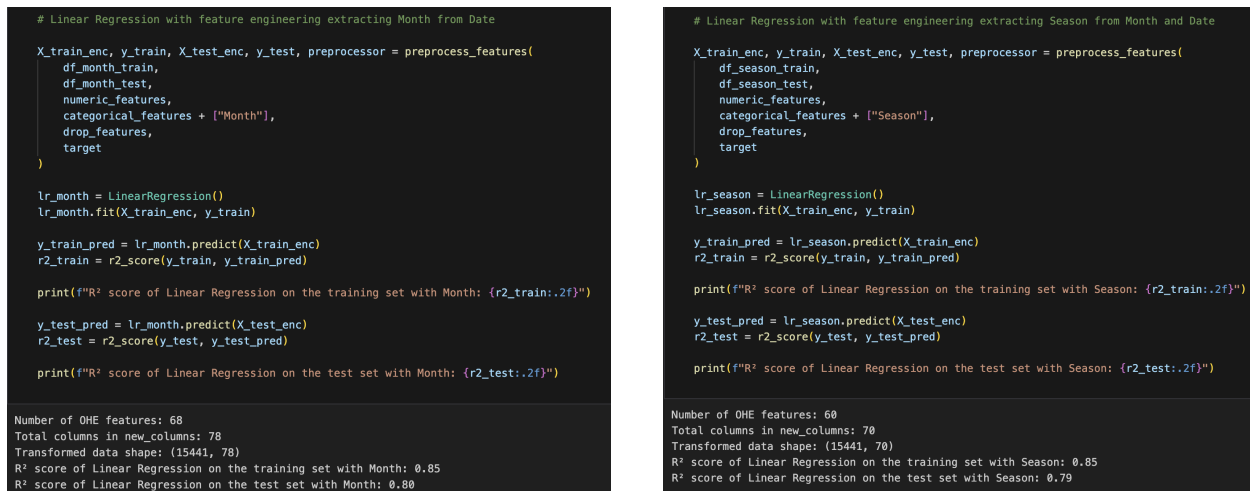 # Linear Regression with feature engineering extracting Month from Date
X_train_enc, y_train, X_test_enc, y_test, preprocessor = preprocess_features(
df_month_train,
df_month_test,
numeric_features,
categorical_features + ["Month"],
drop_features,
target
)
lr_month = LinearRegression()
lr_month.fit(X_train_enc, y_train)
y_train_pred = lr_month.predict(X_train_enc)
r2_train = r2_score(y_train, y_train_pred)
print(f"R² score of Linear Regression on the training set with Month: {r2_train:.2f}")
y_test_pred = lr_month.predict(X_test_enc)
r2_test = r2_score(y_test, y_test_pred)
print(f"R² score of Linear Regression on the test set with Month: {r2_test:.2f}")
Number of OHE features: 68
Total columns in new_columns: 78
Transformed data shape: (15441, 78)
R² score of Linear Regression on the training set with Month: 0.85
R² score of Linear Regression on the test set with Month: 0.80
# Linear Regression with feature engineering extracting Season from Month and Date
X_train_enc, y_train, X_test_enc, y_test, preprocessor = preprocess_features(
df_season_train,
df_season_test,
numeric_features,
categorical_features + ["Season"],
drop_features,
target
)
lr_season = LinearRegression()
lr_season.fit(X_train_enc, y_train)
y_train_pred = lr_season.predict(X_train_enc)
r2_train = r2_score(y_train, y_train_pred)
print(f"R² score of Linear Regression on the training set with Season: {r2_train:.2f}")
y_test_pred = lr_season.predict(X_test_enc)
r2_test = r2_score(y_test, y_test_pred)
print(f"R² score of Linear Regression on the test set with Season: {r2_test:.2f}")
Number of OHE features: 60
Total columns in new_columns: 70
Transformed data shape: (15441, 70)
R² score of Linear Regression on the training set with Season: 0.85
R² score of Linear Regression on the test set with Season: 0.79